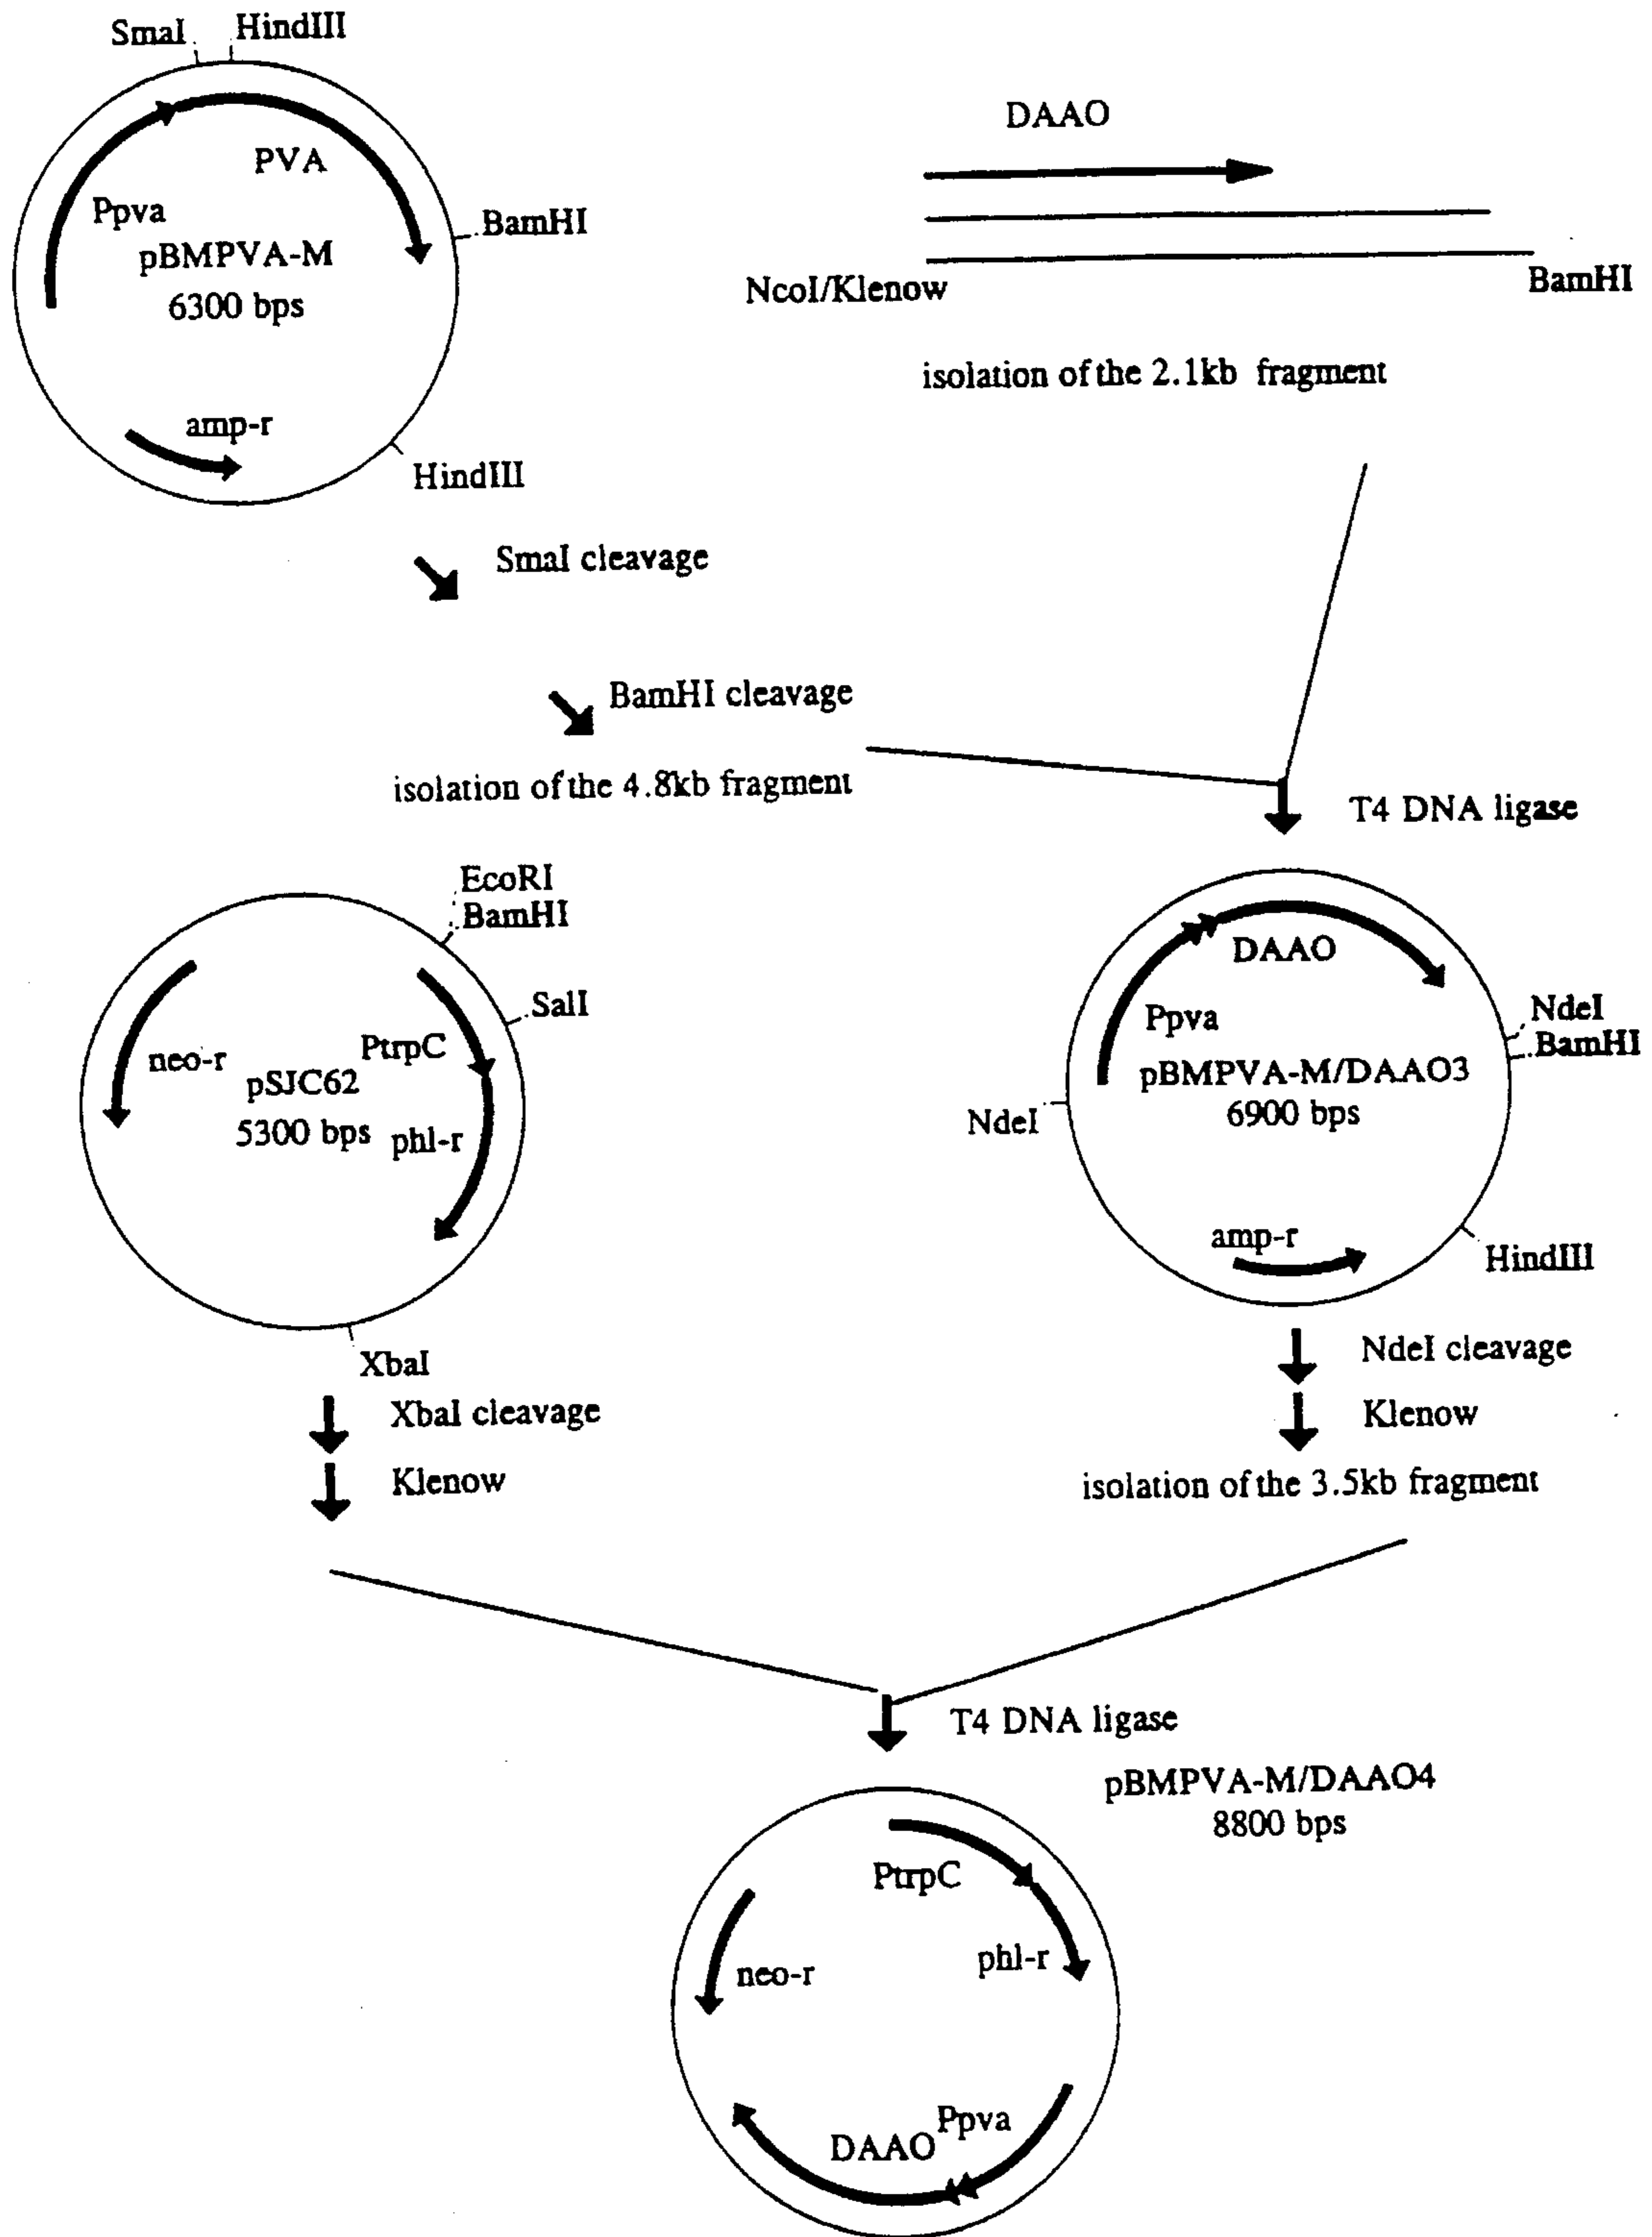 SmaI HindIII
PVA
Ppva
pBMPVA-M
6300 bps
BamHI
amp-r
HindIII
DAAO
NcoI/Klenow
BamHI
isolation of the 2.1kb fragment
SmaI cleavage
BamHI cleavage
isolation of the 4.8kb fragment
T4 DNA ligase
EcoRI
BamHI
SalI
PtrpC
neo-r
pSJC62
5300 bps
phl-r
XbaI
XbaI cleavage
Klenow
DAAO
Ppva
NdeI
BamHI
pBMPVA-M/DAAO3
6900 bps
NdeI
amp-r
HindIII
NdeI cleavage
Klenow
isolation of the 3.5kb fragment
T4 DNA ligase
pBMPVA-M/DAAO4
8800 bps
PtrpC
phl-r
neo-r
Ppva
DAAO